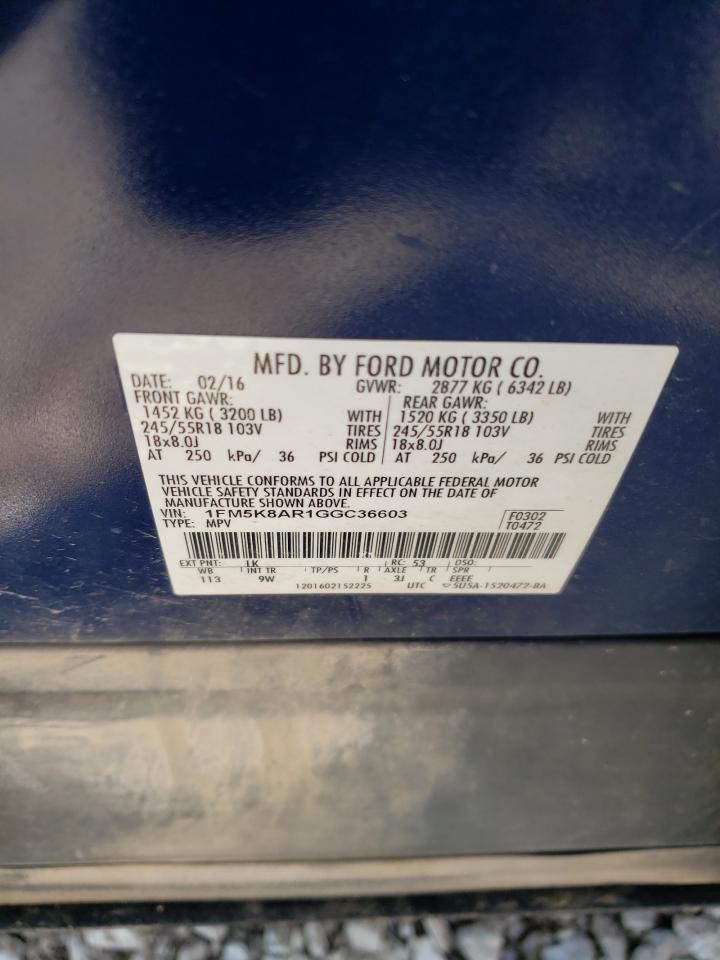 MFD. BY FORD MOTOR CO.
DATE: 02/16 GVWR: 2877 KG ( 6342 LB)
FRONT GAWR: REAR GAWR:
1452 KG ( 3200 LB) WITH 1520 KG ( 3350 LB) WITH
245/55R18 103V TIRES 245/55R18 103V TIRES
18x8.0J RIMS 18x8.0J RIMS
AT 250 kPa/ 36 PSI COLD AT 250 kPa/ 36 PSI COLD
THIS VEHICLE CONFORMS TO ALL APPLICABLE FEDERAL MOTOR
VEHICLE SAFETY STANDARDS IN EFFECT ON THE DATE OF
MANUFACTURE SHOWN ABOVE.
VIN: 1FM5K8AR1GGC36603 F0302
TYPE: MPV T0472
EXT PNT: LK RC: 53 DSO:
WB INT TR TP/PS R AXLE TR SPR
113 9W 1 3J C EEEE
1201602152225 UTC 5U5A-1520472-BA